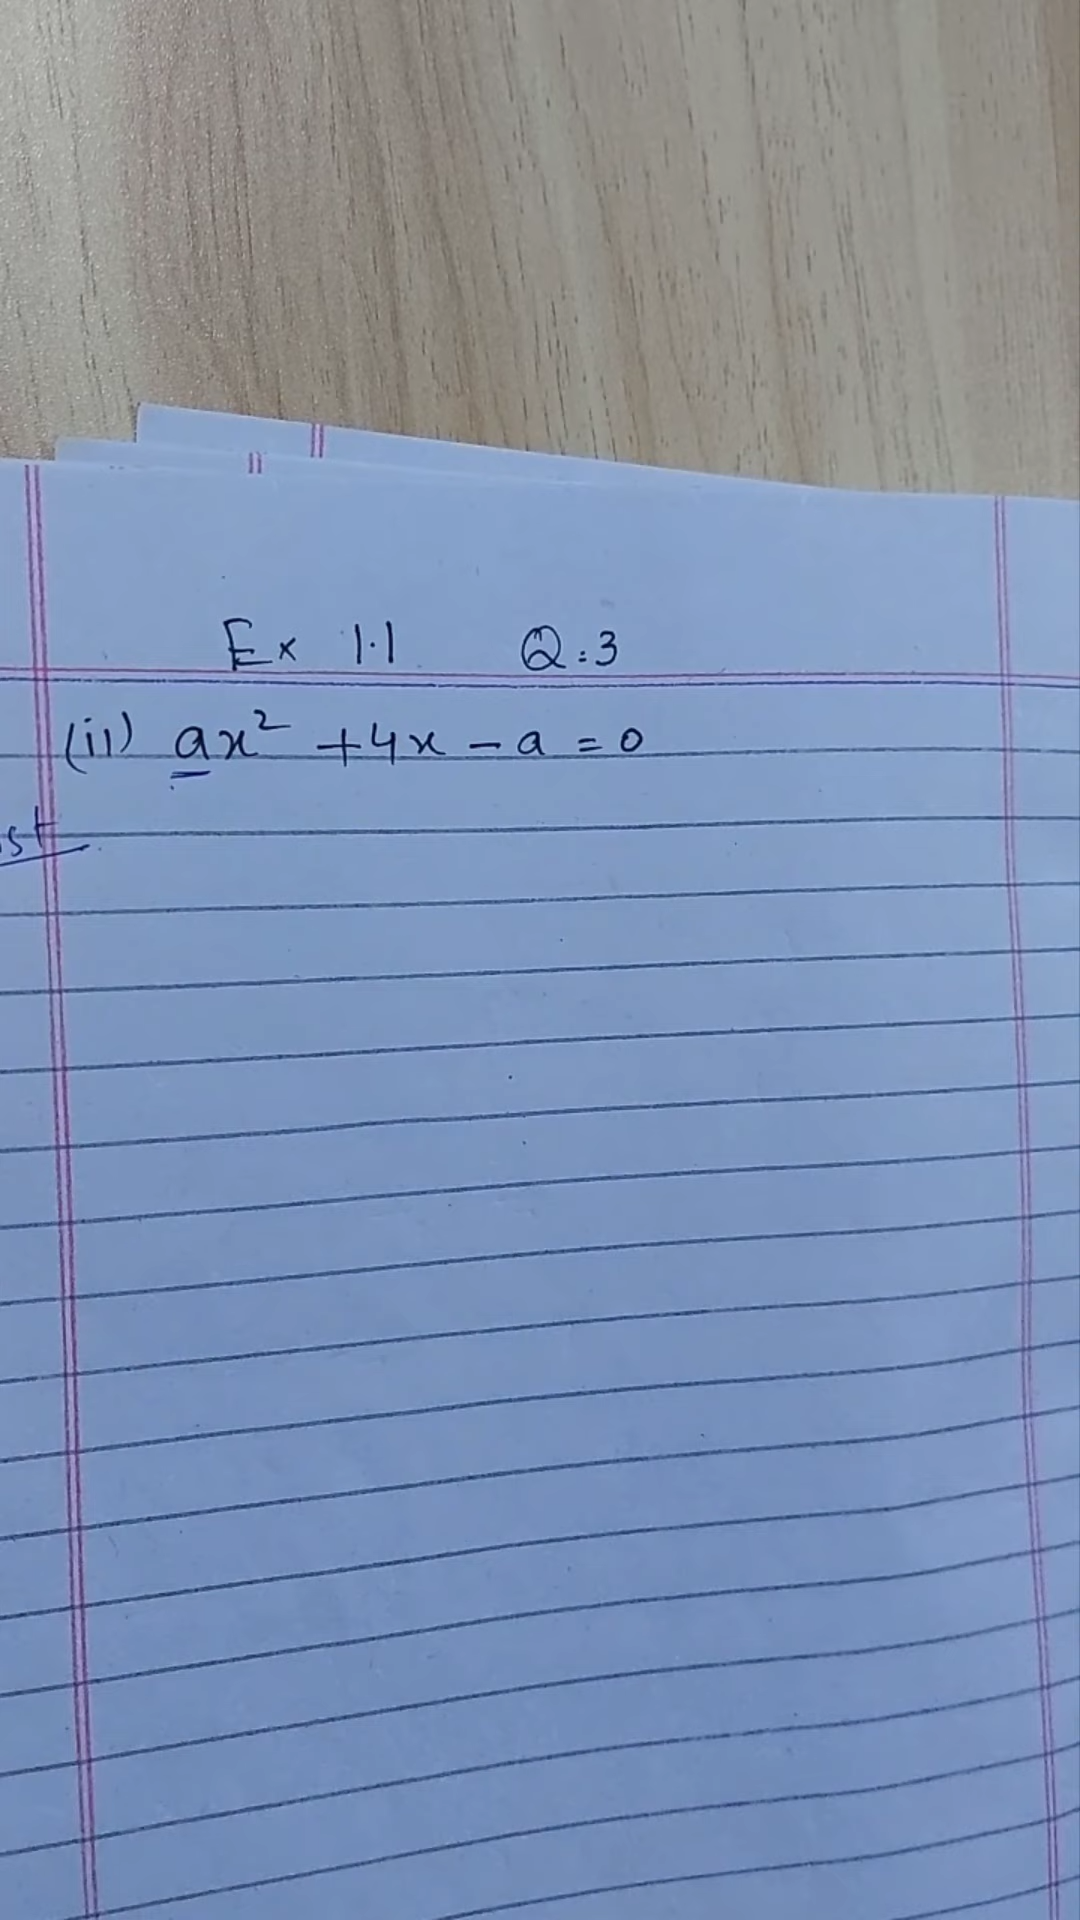 Ex 1.1 Q.3
(ii) ax² + 4x - a = 0